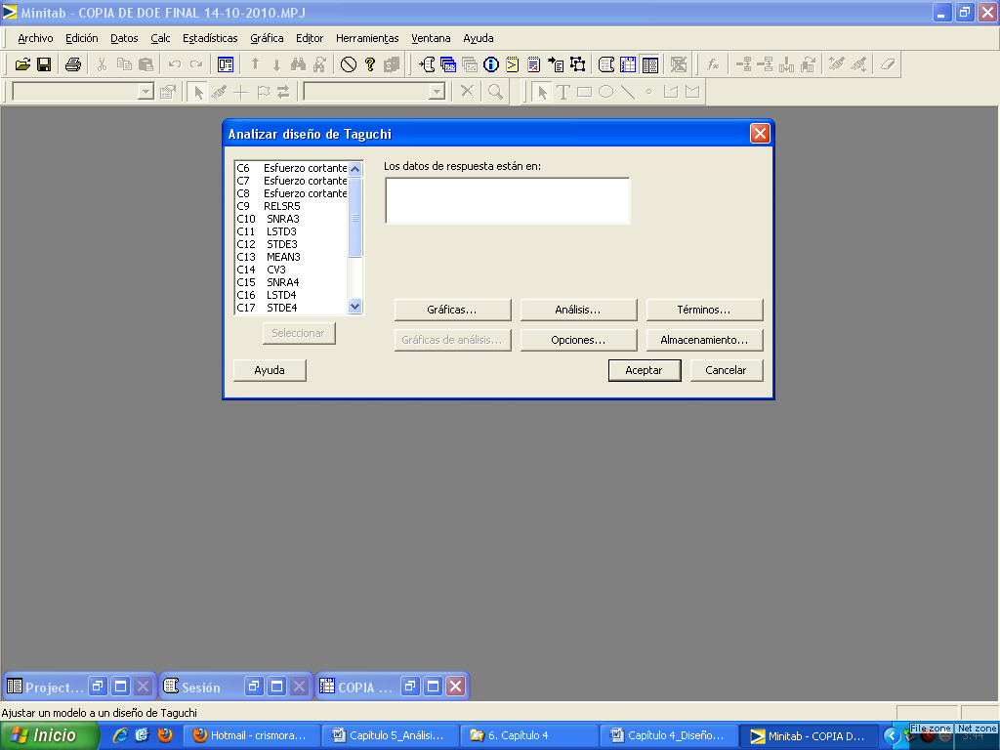 Minitab - COPIA DE DOE FINAL 14-10-2010.MPJ
Archivo Edición Datos Calc Estadísticas Gráfica Editor Herramientas Ventana Ayuda
Analizar diseño de Taguchi
Los datos de respuesta están en:
C6 Esfuerzo cortante
C7 Esfuerzo cortante
C8 Esfuerzo cortante
C9 RELSR5
C10 SNRA3
C11 LSTD3
C12 STDE3
C13 MEAN3
C14 CV3
C15 SNRA4
C16 LSTD4
C17 STDE4
Gráficas... Análisis... Términos...
Seleccionar
Gráficas de análisis... Opciones... Almacenamiento...
Ayuda Aceptar Cancelar
Project... Sesión COPIA ...
Ajustar un modelo a un diseño de Taguchi
Inicio Hotmail - crismora... Capítulo 5_Análisi... 6. Capítulo 4 Capítulo 4_Diseño... Minitab - COPIA D... File zone Net zone